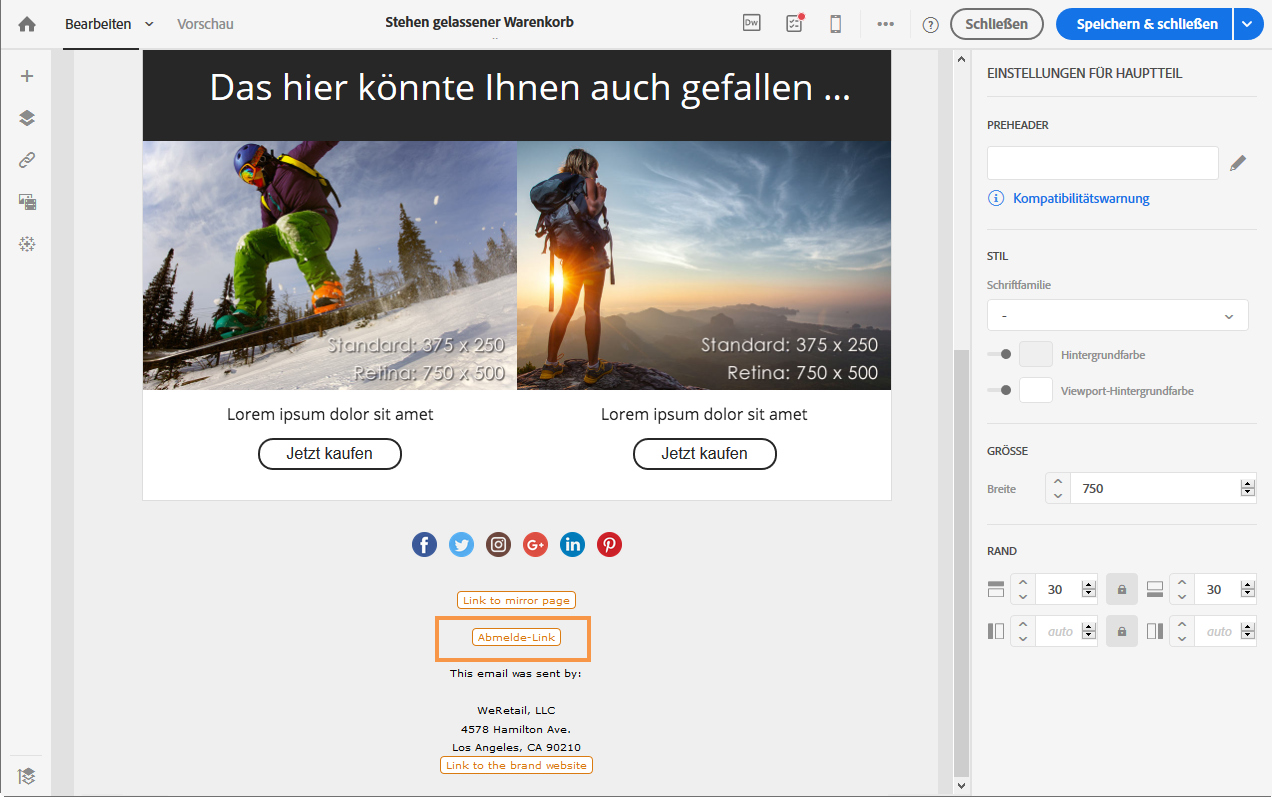 Bearbeiten
Vorschau
Stehen gelassener Warenkorb
Dw
?
Schließen
Speichern & schließen
Das hier könnte Ihnen auch gefallen ...
Standard: 375 x 250
Retina: 750 x 500
Standard: 375 x 250
Retina: 750 x 500
Lorem ipsum dolor sit amet
Lorem ipsum dolor sit amet
Jetzt kaufen
Jetzt kaufen
f
G+
in
Link to mirror page
Abmelde-Link
This email was sent by:
WeRetail, LLC
4578 Hamilton Ave.
Los Angeles, CA 90210
Link to the brand website
EINSTELLUNGEN FÜR HAUPTTEIL
PREHEADER
i
Kompatibilitätswarnung
STIL
Schriftfamilie
-
Hintergrundfarbe
Viewport-Hintergrundfarbe
GRÖSSE
Breite
750
RAND
30
30
auto
auto